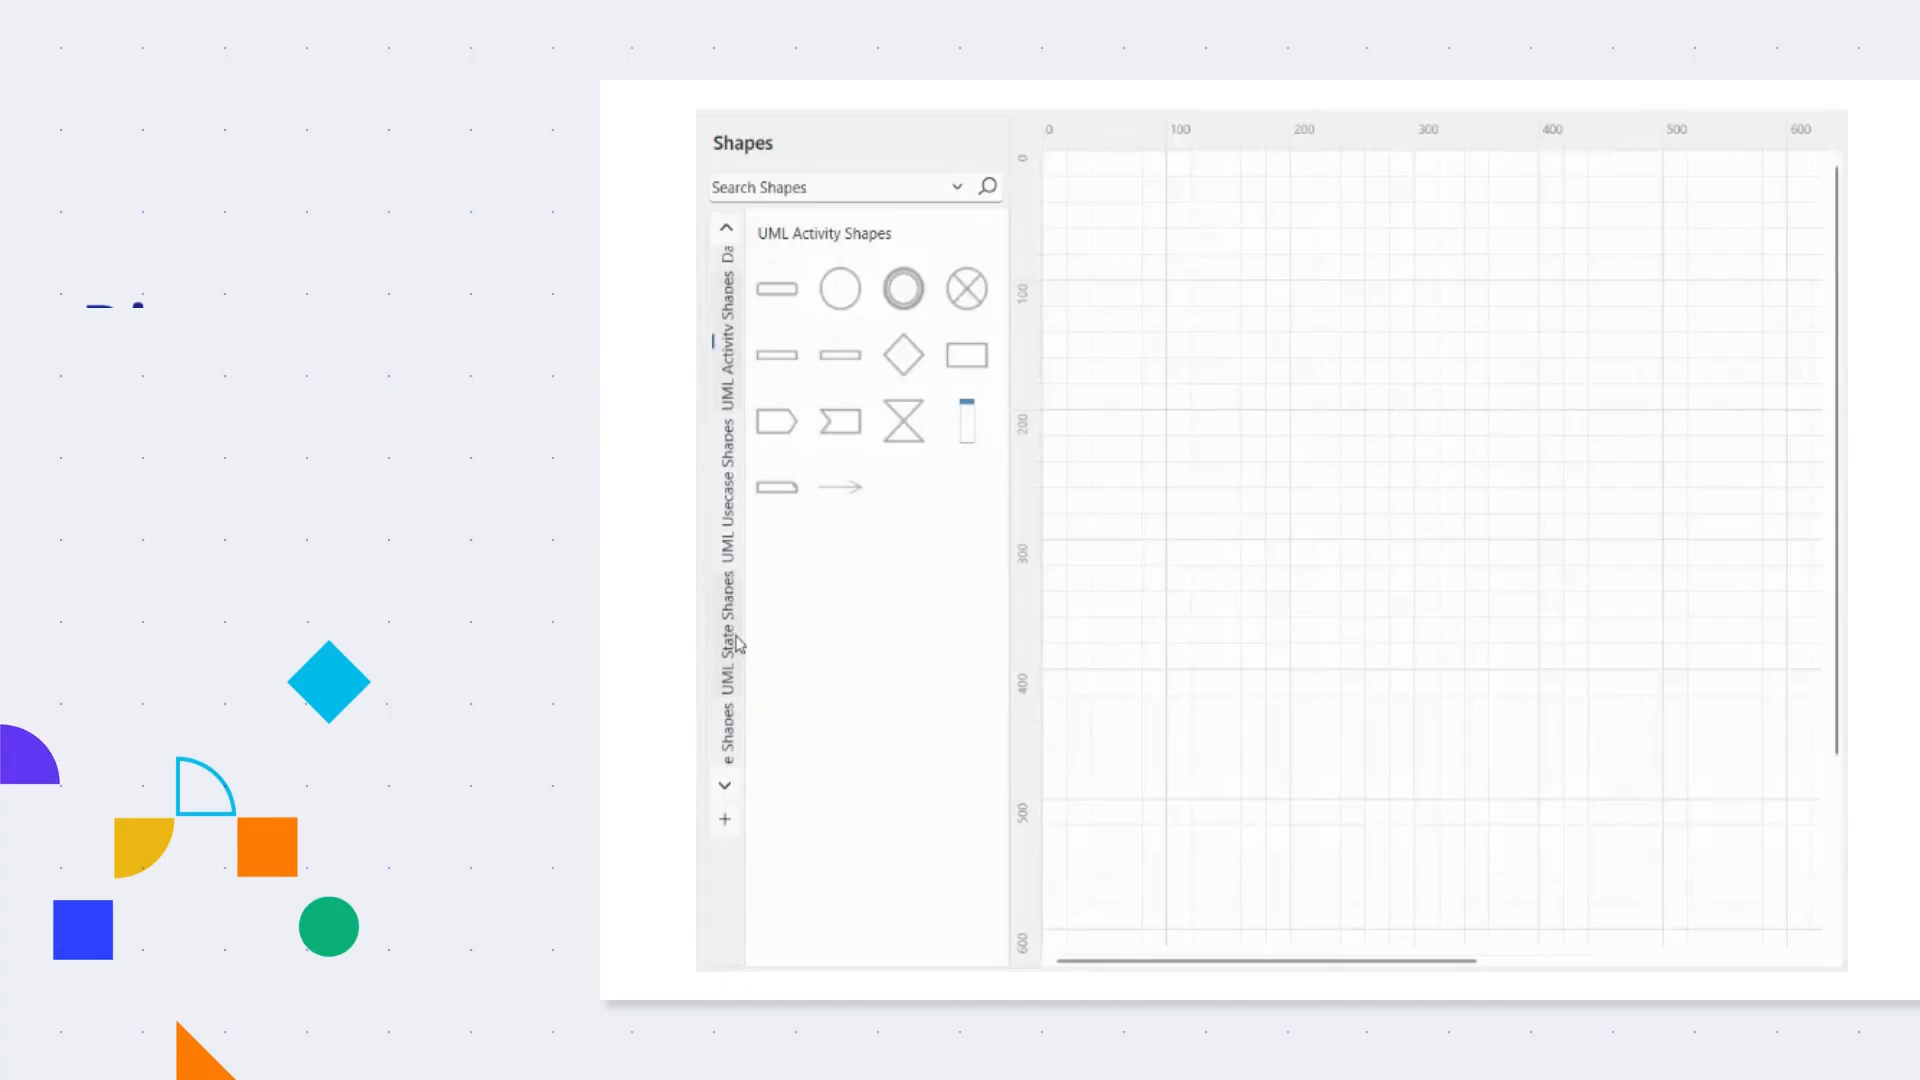 Shapes
Search Shapes
UML Activity Shapes
Da
UML Activity Shapes
UML Usecase Shapes
UML State Shapes
e Shapes
0
100
200
300
400
500
600
0
100
200
300
400
500
600